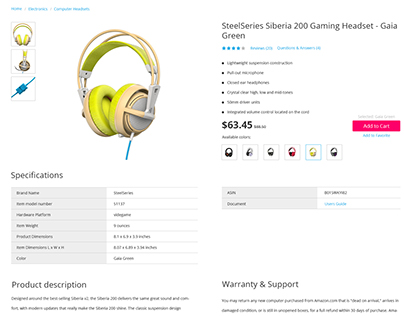 Home Electronics Computer Headsets
SteelSeries Siberia 200 Gaming Headset - Gaia
Green
Reviews (35) Questions & Answers (4)
Lightweight suspension construction
Pull-out microphone
Closed ear headphones
Crystal clear high, low and mid-tones
50mm driver units
Integrated volume control located on the cord
$63.45
Available colors:
Add to Cart
Add to Favorite
Specifications
Brand Name SteelSeries
Item model number 51137
Hardware Platform videgame
Item Weight 9 ounces
Product Dimensions 8.1 x 6.9 x 3.9 inches
Item Dimensions L x W x H 8.07 x 6.89 x 3.94 inches
Color Gaia Green
ASIN
Document Users Guide
Product description
Designed around the best-selling Siberia v2, the Siberia 200 delivers the same great sound and com-
fort, with modern updates that really make the Siberia 200 shine. The classic suspension design
Warranty & Support
You may return any new computer purchased from Amazon.com that is "dead on arrival," arrives in
damaged condition, or is still in unopened boxes, for a full refund within 30 days of purchase. Ama